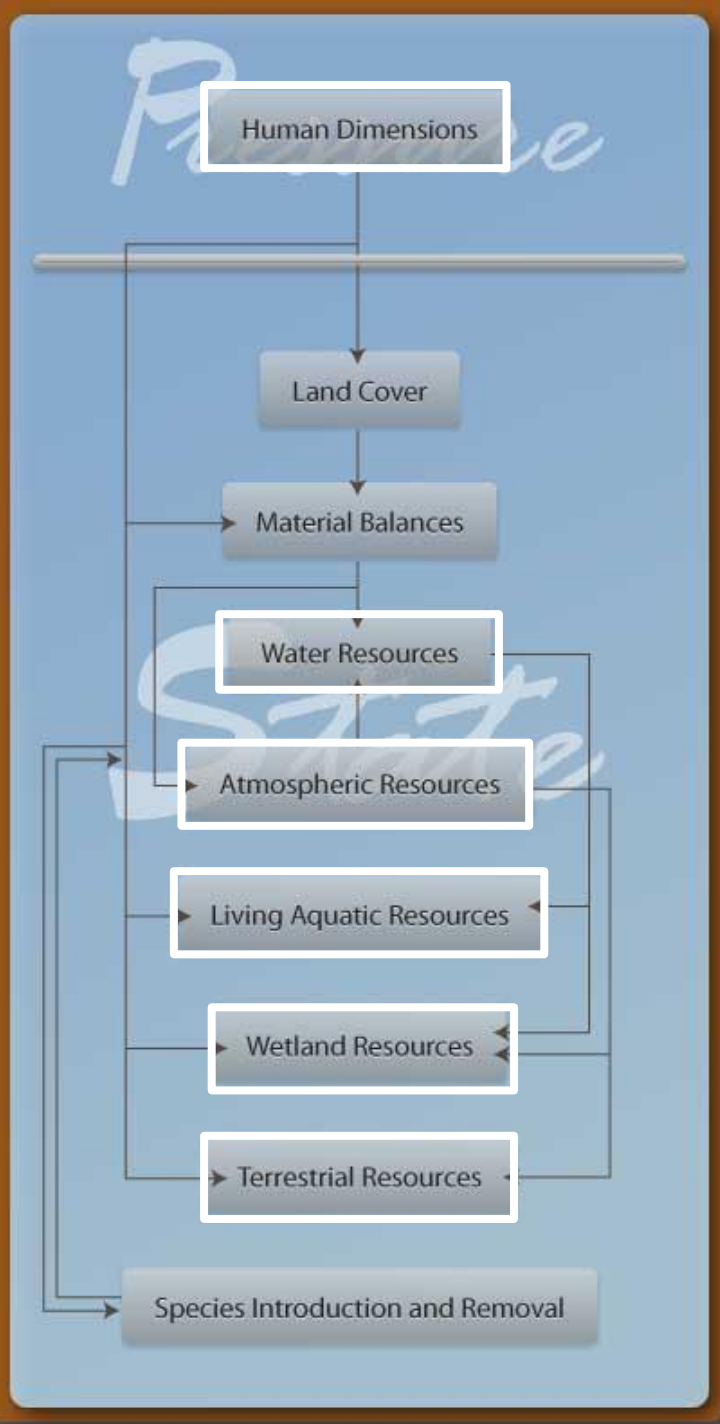 Human Dimensions
Land Cover
Material Balances
Water Resources
State
Atmospheric Resources
Living Aquatic Resources
Wetland Resources
Terrestrial Resources
Species Introduction and Removal